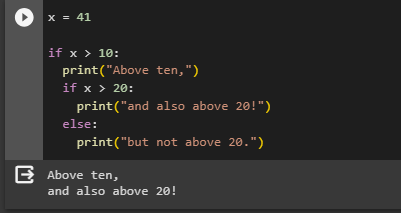 x = 41

if x > 10:
  print("Above ten,")
  if x > 20:
    print("and also above 20!")
  else:
    print("but not above 20.")
Above ten,
and also above 20!